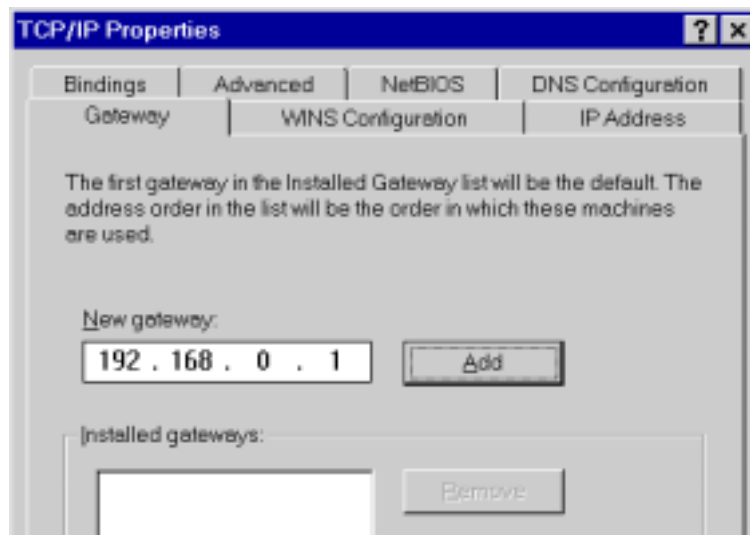 TCP/IP Properties
? ×
Bindings Advanced NetBIOS DNS Configuration
Gateway WINS Configuration IP Address
The first gateway in the Installed Gateway list will be the default. The
address order in the list will be the order in which these machines
are used.
New gateway:
192 . 168 . 0 . 1 Add
Installed gateways:
Remove